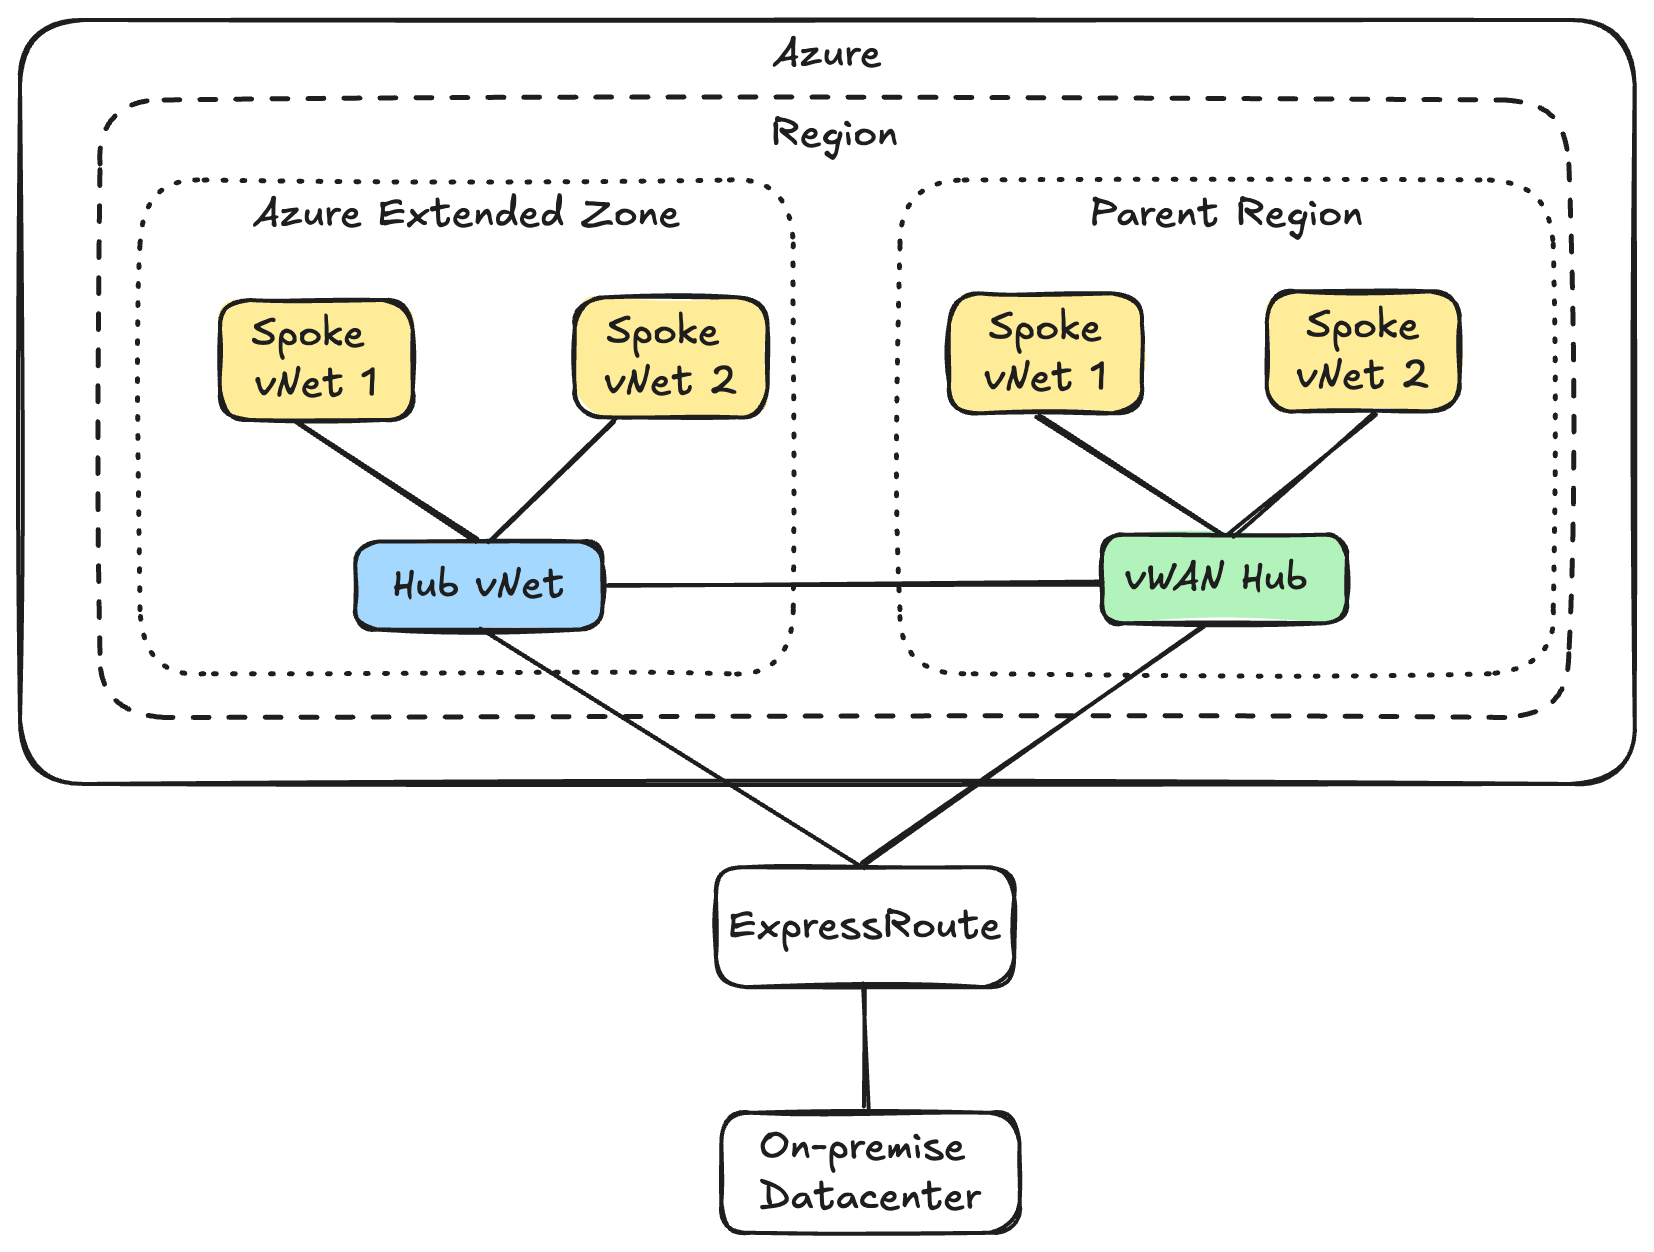 Azure
Region
Azure Extended Zone
Parent Region
Spoke
vNet 1
Spoke
vNet 2
Spoke
vNet 1
Spoke
vNet 2
Hub vNet
vWAN Hub
ExpressRoute
On-premise
Datacenter